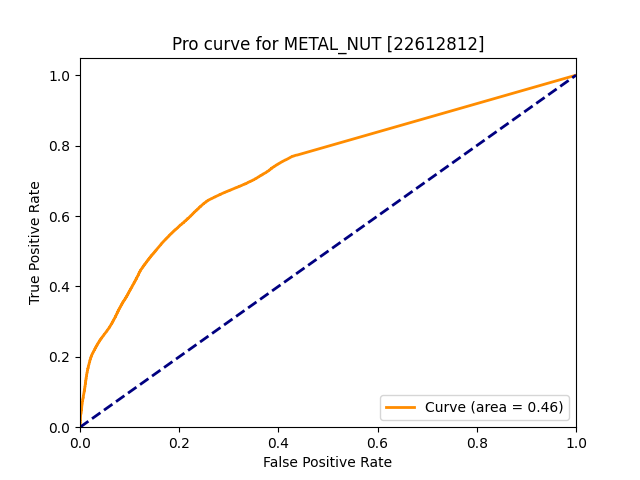 Pro curve for METAL_NUT [22612812]
True Positive Rate
1.0
0.8
0.6
0.4
0.2
0.0
0.0 0.2 0.4 0.6 0.8 1.0
False Positive Rate
Curve (area = 0.46)